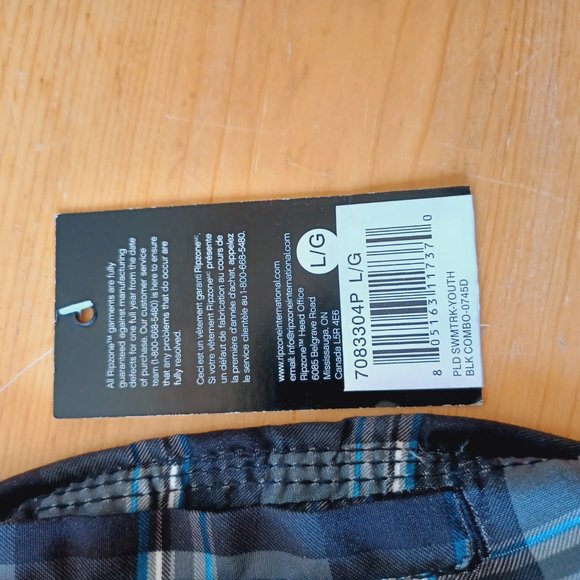 All Ripzone™ garments are fully
guaranteed against manufacturing
defects for one full year from the date
of purchase. Our customer service
team (1-800-668-5480) is here to ensure
that any problems that do occur are
fully resolved.
Ceci est un vêtement garanti Ripzoneᴹᶜ.
Si votre vêtement Ripzoneᴹᶜ présente
un défaut de fabrication au cours de
la première d'année d'achat, appelez
le service clientèle au 1-800-668-5480.
www.ripzoneinternational.com
email: info@ripzoneinternational.com
Ripzone™ Head Office
6085 Belgrave Road
Mississauga, ON
Canada L5R 4E6
L/G
7083304P L/G
8 05163 11737 0
PLD SWMTRK-YOUTH
BLK COMBO-0745D